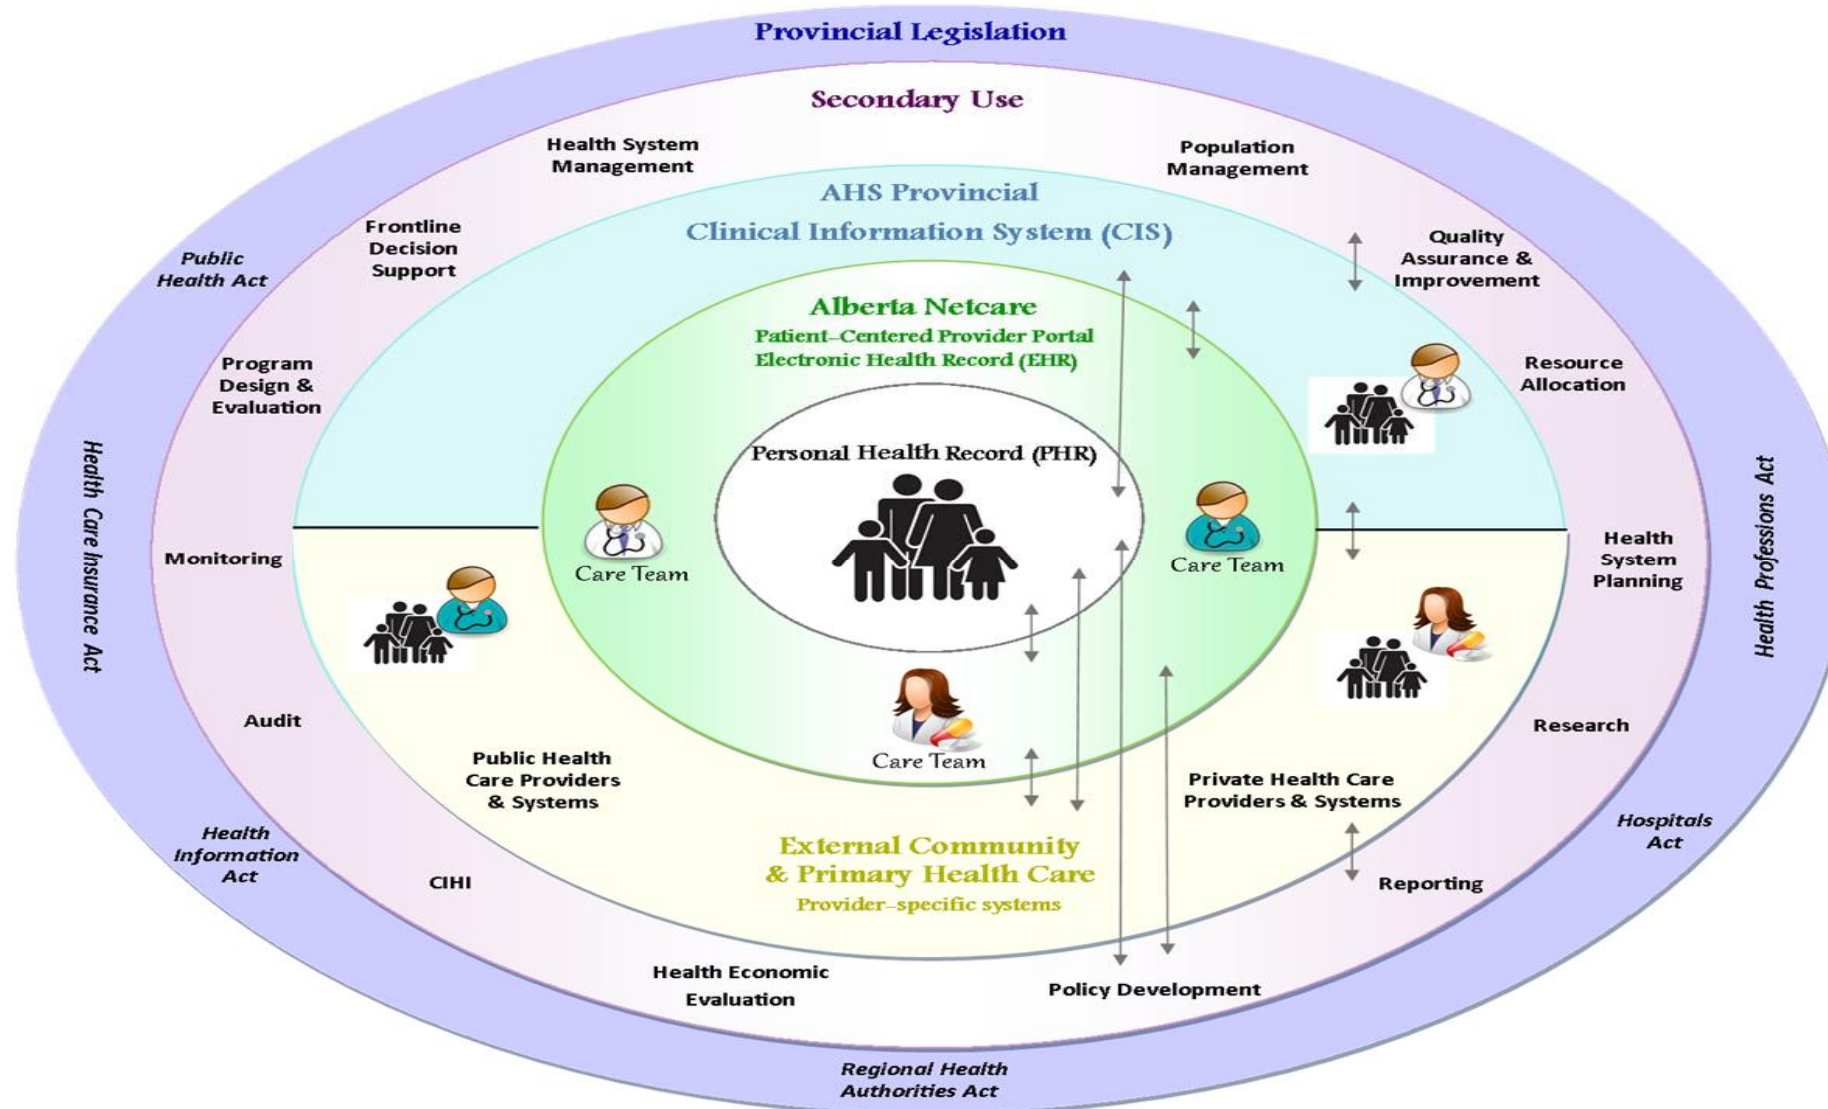 Provincial Legislation
Secondary Use
Health System
Management
Population
Management
AHS Provincial
Clinical Information System (CIS)
Frontline
Decision
Support
Quality
Assurance &
Improvement
Public
Health Act
Alberta Netcare
Patient-Centered Provider Portal
Electronic Health Record (EHR)
Program
Design &
Evaluation
Resource
Allocation
Personal Health Record (PHR)
Health Care Insurance Act
Health Professions Act
Monitoring
Care Team
Care Team
Health
System
Planning
Audit
Research
Care Team
Public Health
Care Providers
& Systems
Private Health Care
Providers & Systems
Health
Information
Act
Hospitals
Act
External Community
& Primary Health Care
Provider-specific systems
CIHI
Reporting
Health Economic
Evaluation
Policy Development
Regional Health
Authorities Act